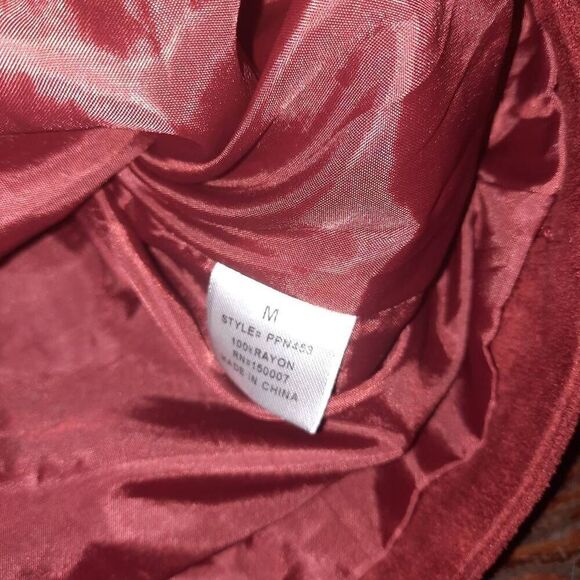 M
STYLE# PPN453
100%RAYON
RN#150007
MADE IN CHINA